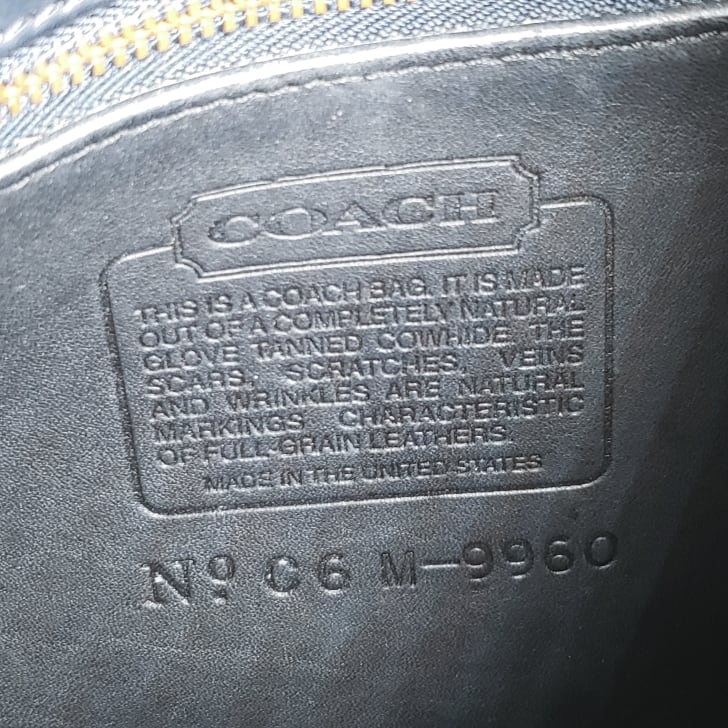 COACH
THIS IS A COACH BAG. IT IS MADE
OUT OF A COMPLETELY NATURAL
GLOVE TANNED COWHIDE THE
SCARS, SCRATCHES, VEINS
AND WRINKLES ARE NATURAL
MARKINGS CHARACTERISTIC
OF FULL-GRAIN LEATHERS.
MADE IN THE UNITED STATES
Nº C6 M-9960